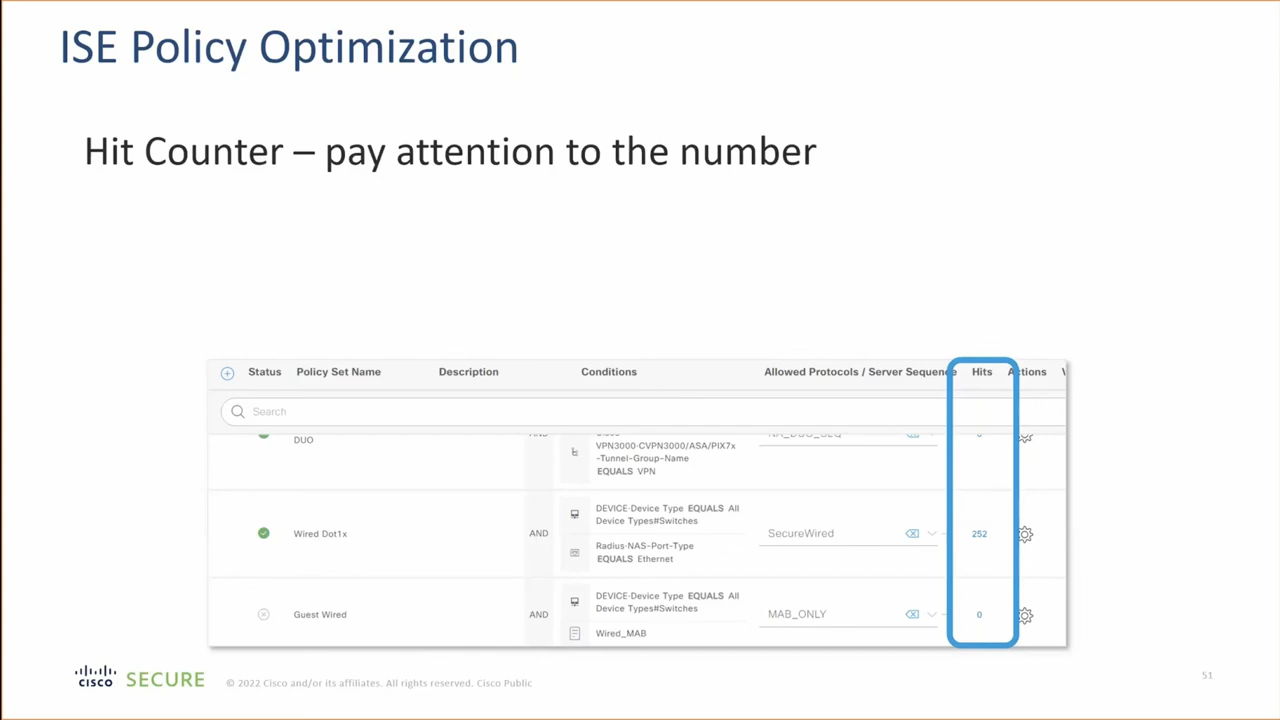 ISE Policy Optimization
Hit Counter – pay attention to the number
Status Policy Set Name Description Conditions Allowed Protocols / Server Sequence Hits Actions
Search
DUO
AND
VPN3000·CVPN3000/ASA/PIX7x
-Tunnel-Group-Name
EQUALS VPN
NA_DUO_SEQ
Wired Dot1x
AND
DEVICE·Device Type EQUALS All
Device Types#Switches
Radius·NAS-Port-Type
EQUALS Ethernet
SecureWired
252
Guest Wired
AND
DEVICE·Device Type EQUALS All
Device Types#Switches
Wired_MAB
MAB_ONLY
0
CISCO SECURE
© 2022 Cisco and/or its affiliates. All rights reserved. Cisco Public
51